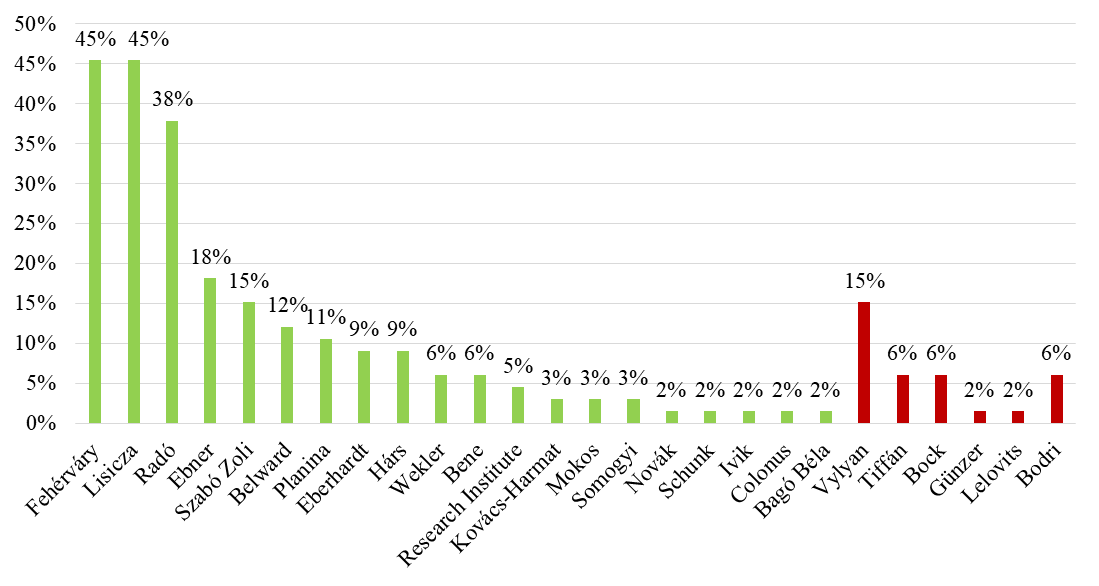 50%
45%
40%
35%
30%
25%
20%
15%
10%
5%
0%
45%
45%
38%
18%
15%
12%
11%
9%
9%
6%
6%
5%
3%
3%
3%
2%
2%
2%
2%
2%
15%
6%
6%
2%
2%
6%
Fehérváry
Lisicza
Radó
Ebner
Szabó Zoli
Belward
Planina
Eberhardt
Hárs
Wekler
Bene
Research Institute
Kovács-Harmat
Mokos
Somogyi
Novák
Schunk
Ivik
Colonus
Bagó Béla
Vylyan
Tiffán
Bock
Günzer
Lelovits
Bodri